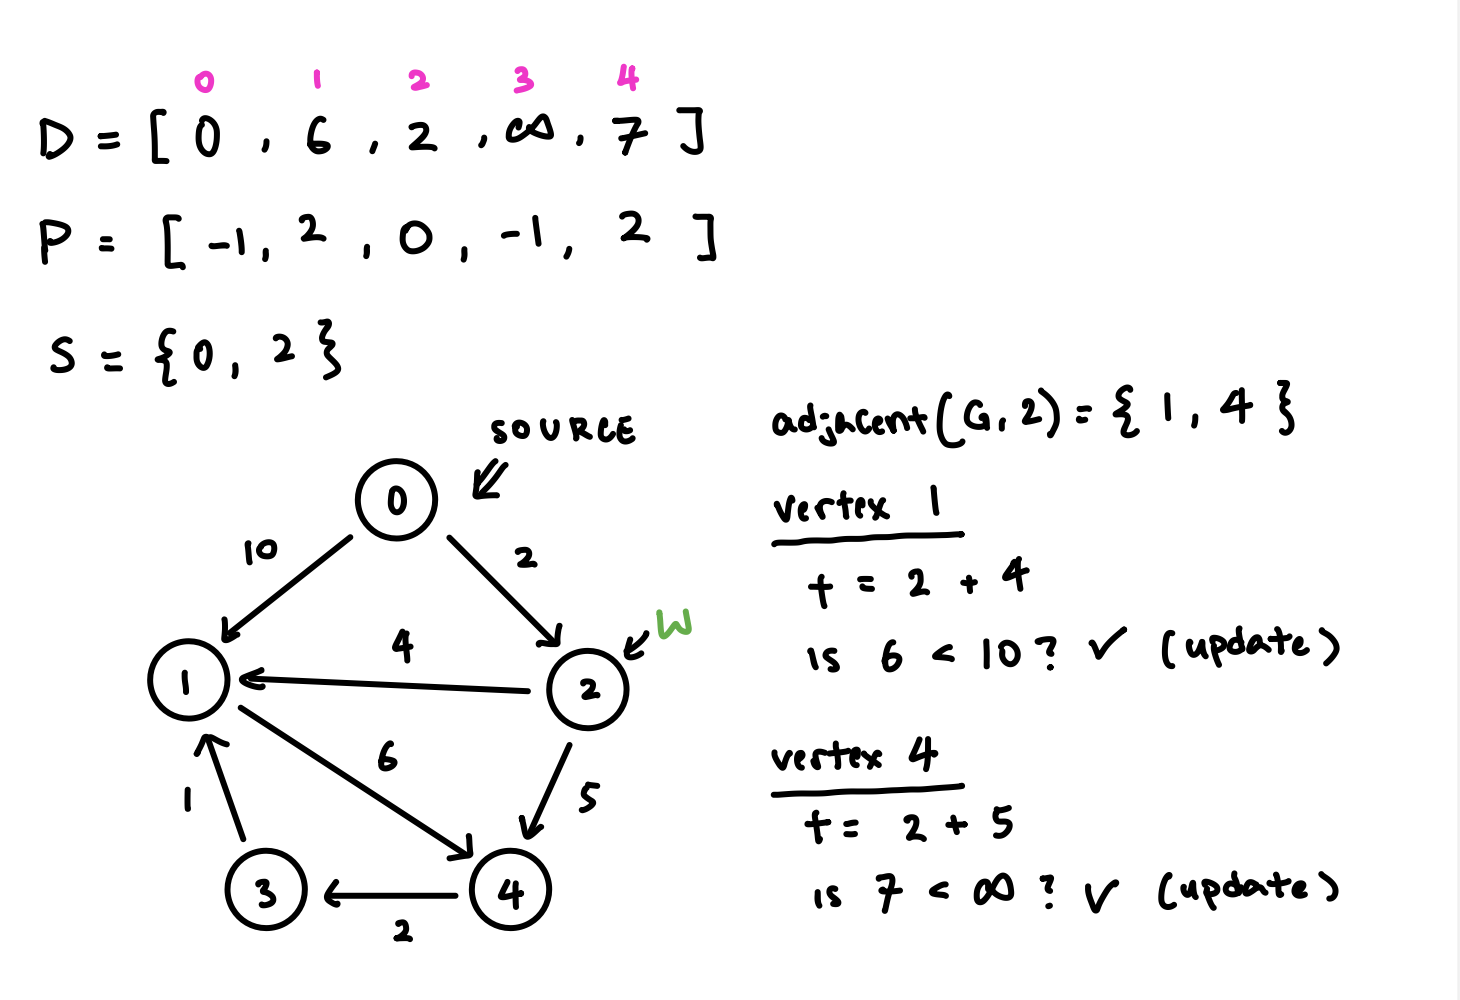 0 1 2 3 4
D = [ 0 , 6 , 2 , ∞ , 7 ]
P = [ -1 , 2 , 0 , -1 , 2 ]
S = { 0 , 2 }
SOURCE
0
10
2
W
4
1
2
6
1
5
3
4
2
adjacent(G, 2) = { 1 , 4 }
vertex 1
t = 2 + 4
is 6 < 10 ? ✓ (update)
vertex 4
t = 2 + 5
is 7 < ∞ ? ✓ (update)